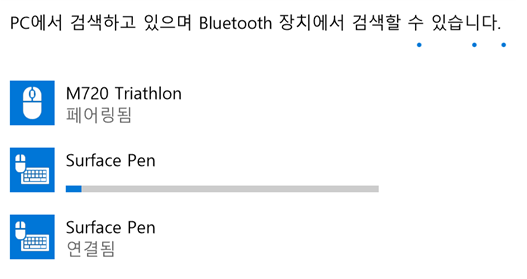 PC에서 검색하고 있으며 Bluetooth 장치에서 검색할 수 있습니다.
M720 Triathlon
페어링됨
Surface Pen
Surface Pen
연결됨